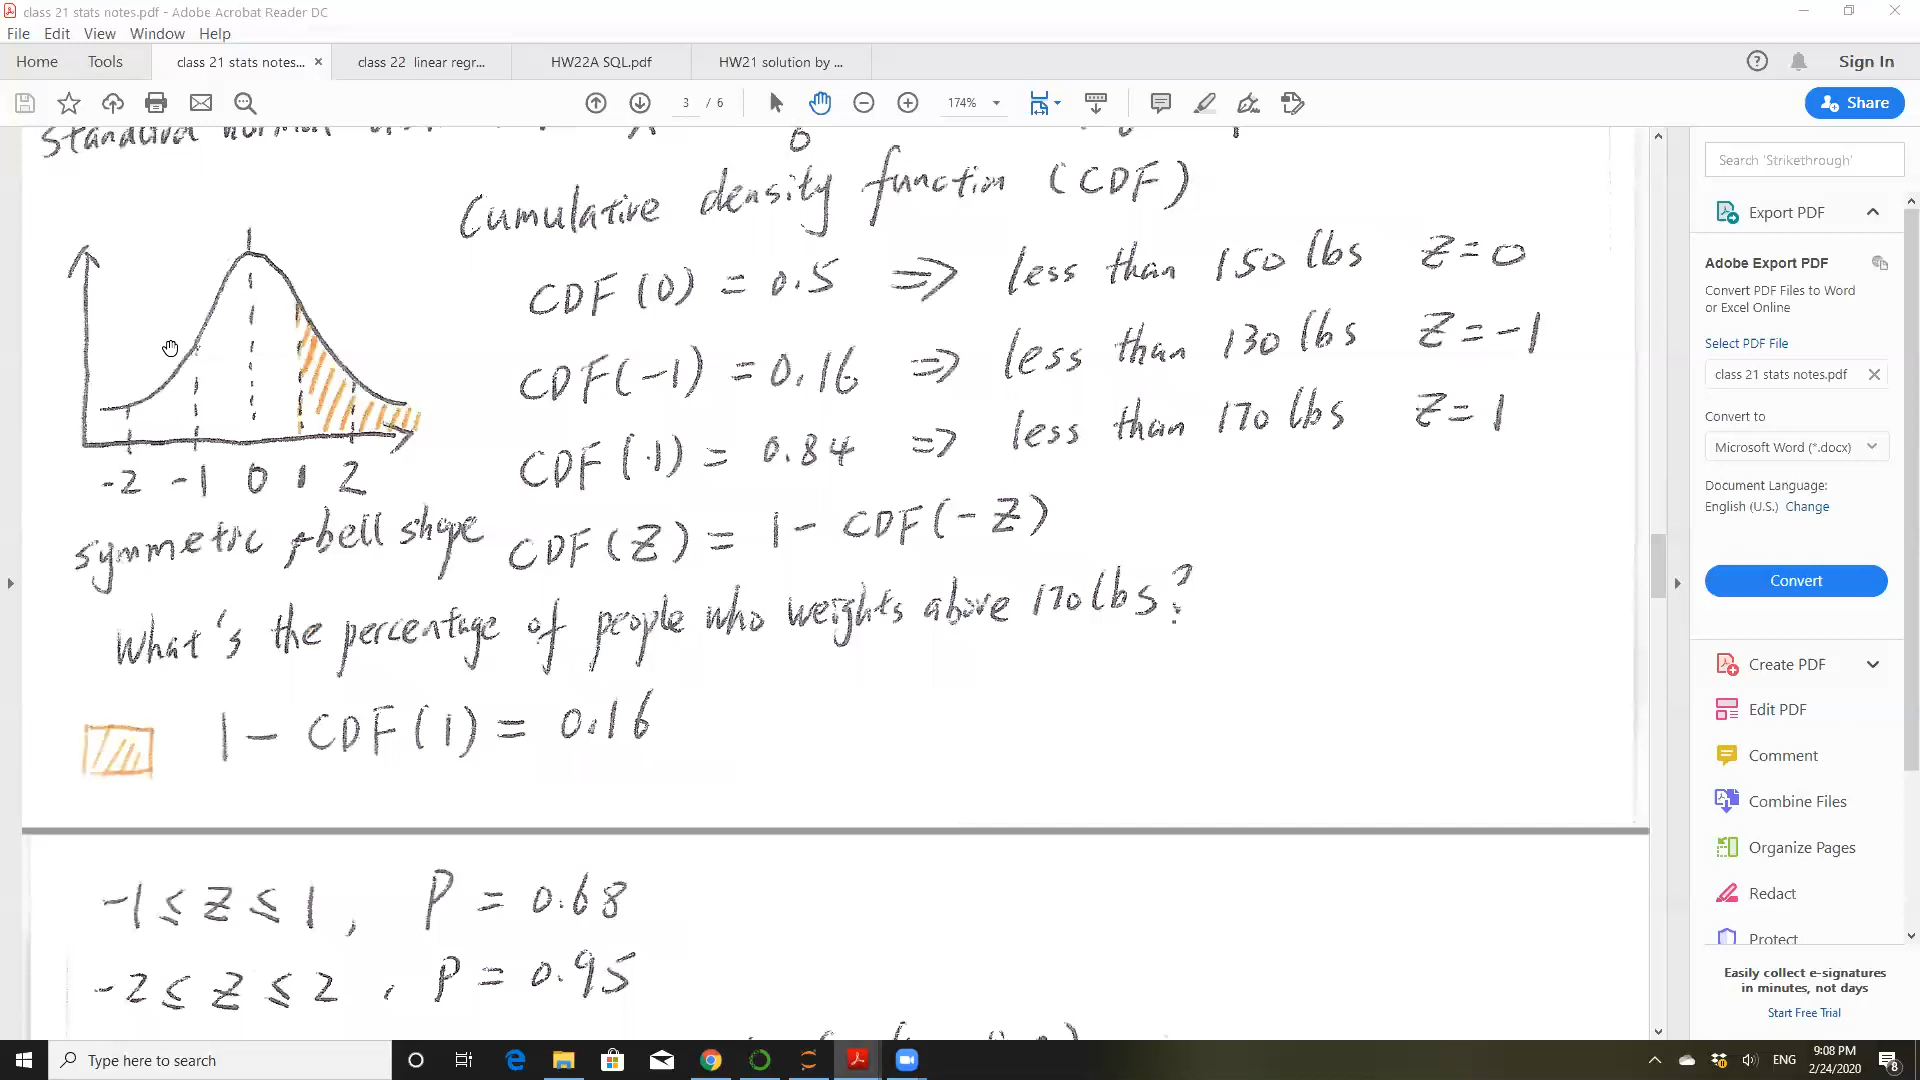 class 21 stats notes.pdf - Adobe Acrobat Reader DC
File Edit View Window Help
Home Tools class 21 stats notes... × class 22 linear regr... HW22A SQL.pdf HW21 solution by ... Sign In
3 / 6 174% Share
standard normal
Cumulative density function (CDF)
CDF(0) = 0.5 ⇒ less than 150 lbs Z=0
CDF(-1) = 0.16 ⇒ less than 130 lbs Z=-1
CDF(1) = 0.84 ⇒ less than 170 lbs Z=1
-2 -1 0 1 2
symmetric, bell shape
CDF(Z) = 1 - CDF(-Z)
What's the percentage of people who weights above 170 lbs?
1 - CDF(1) = 0.16
-1 ≤ Z ≤ 1, P = 0.68
-2 ≤ Z ≤ 2, P = 0.95
Search 'Strikethrough'
Export PDF
Adobe Export PDF
Convert PDF Files to Word
or Excel Online
Select PDF File
class 21 stats notes.pdf
Convert to
Microsoft Word (*.docx)
Document Language:
English (U.S.) Change
Convert
Create PDF
Edit PDF
Comment
Combine Files
Organize Pages
Redact
Protect
Easily collect e-signatures
in minutes, not days
Start Free Trial
Type here to search
ENG
9:08 PM
2/24/2020
8